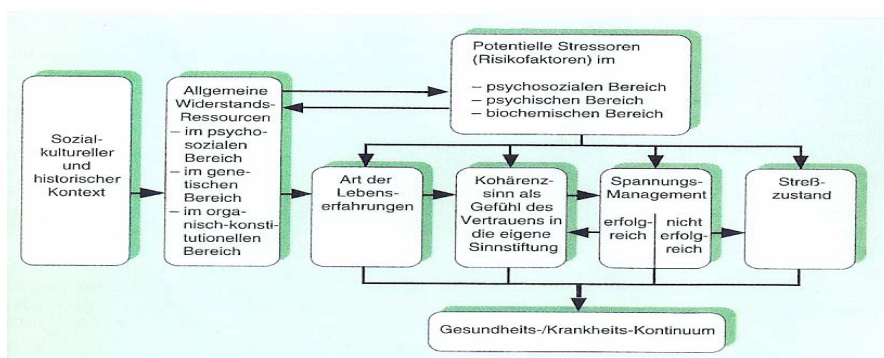 Sozial-
kultureller
und
historischer
Kontext
Allgemeine
Widerstands-
Ressourcen
– im psycho-
sozialen
Bereich
– im gene-
tischen
Bereich
– im orga-
nisch-konsti-
tutionellen
Bereich
Potentielle Stressoren
(Risikofaktoren) im
– psychosozialen Bereich
– psychischen Bereich
– biochemischen Bereich
Art der
Lebens-
erfahrungen
Kohärenz-
sinn als
Gefühl des
Vertrauens in
die eigene
Sinnstiftung
Spannungs-
Management
erfolg-
reich
nicht
erfolg-
reich
Streß-
zustand
Gesundheits-/Krankheits-Kontinuum